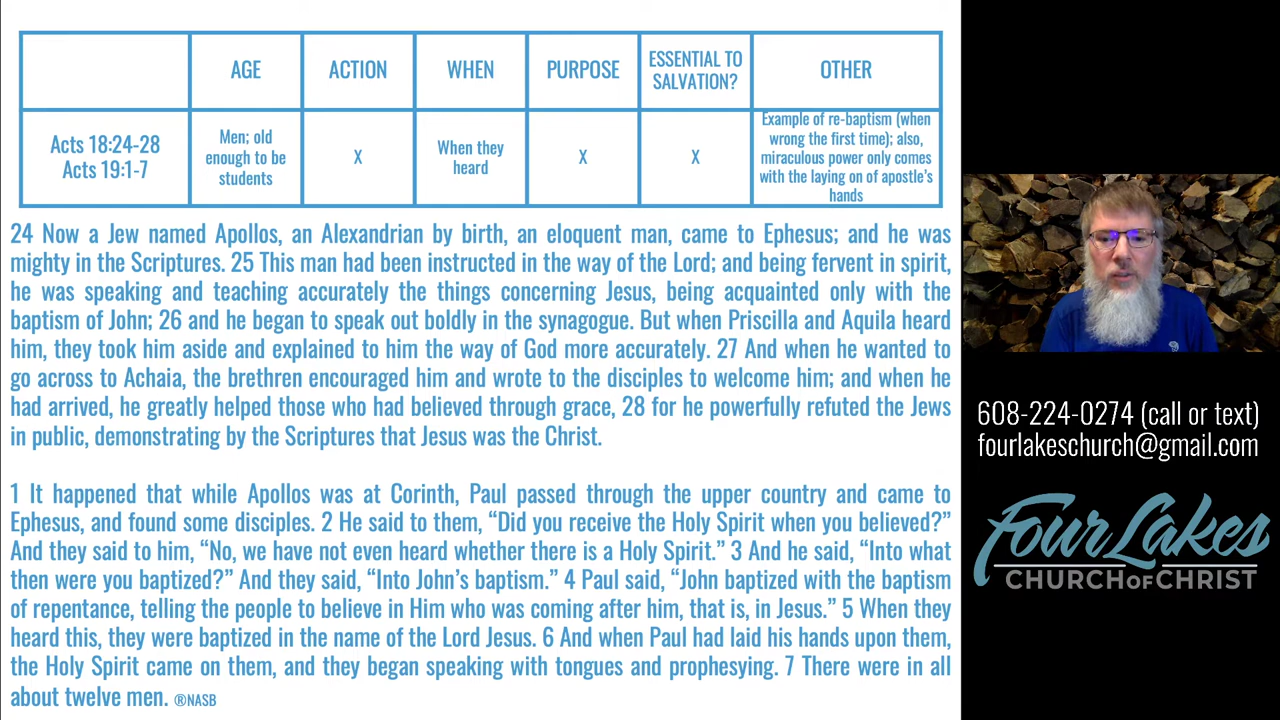 AGE
ACTION
WHEN
PURPOSE
ESSENTIAL TO
SALVATION?
OTHER
Acts 18:24-28
Acts 19:1-7
Men; old
enough to be
students
X
When they
heard
X
X
Example of re-baptism (when
wrong the first time); also,
miraculous power only comes
with the laying on of apostle's
hands
24 Now a Jew named Apollos, an Alexandrian by birth, an eloquent man, came to Ephesus; and he was
mighty in the Scriptures. 25 This man had been instructed in the way of the Lord; and being fervent in spirit,
he was speaking and teaching accurately the things concerning Jesus, being acquainted only with the
baptism of John; 26 and he began to speak out boldly in the synagogue. But when Priscilla and Aquila heard
him, they took him aside and explained to him the way of God more accurately. 27 And when he wanted to
go across to Achaia, the brethren encouraged him and wrote to the disciples to welcome him; and when he
had arrived, he greatly helped those who had believed through grace, 28 for he powerfully refuted the Jews
in public, demonstrating by the Scriptures that Jesus was the Christ.
1 It happened that while Apollos was at Corinth, Paul passed through the upper country and came to
Ephesus, and found some disciples. 2 He said to them, “Did you receive the Holy Spirit when you believed?”
And they said to him, “No, we have not even heard whether there is a Holy Spirit.” 3 And he said, “Into what
then were you baptized?” And they said, “Into John’s baptism.” 4 Paul said, “John baptized with the baptism
of repentance, telling the people to believe in Him who was coming after him, that is, in Jesus.” 5 When they
heard this, they were baptized in the name of the Lord Jesus. 6 And when Paul had laid his hands upon them,
the Holy Spirit came on them, and they began speaking with tongues and prophesying. 7 There were in all
about twelve men. ®NASB
608-224-0274 (call or text)
fourlakeschurch@gmail.com
Four Lakes
CHURCH OF CHRIST